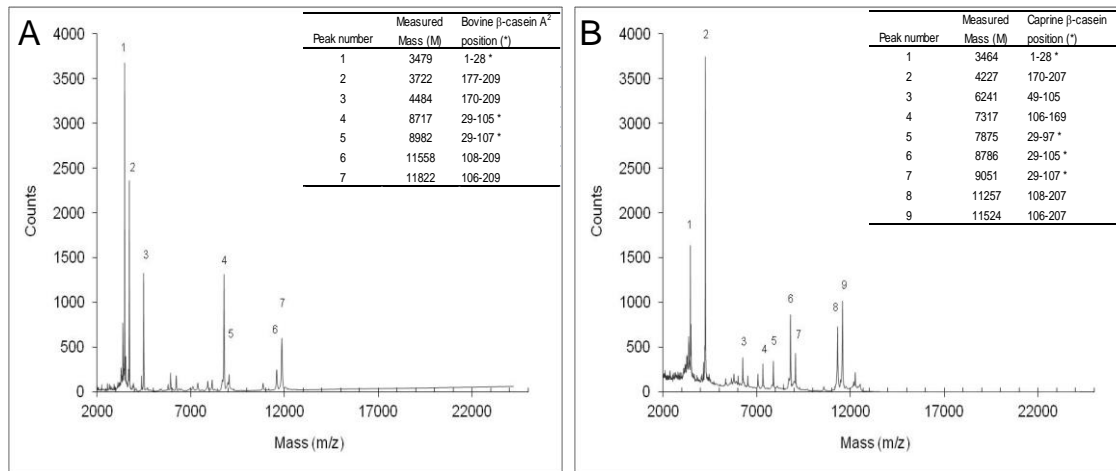 A
Peak number Measured Mass (M) Bovine β-casein A² position (*)
1 3479 1-28 *
2 3722 177-209
3 4484 170-209
4 8717 29-105 *
5 8982 29-107 *
6 11558 108-209
7 11822 106-209
4000
3500
3000
2500
2000
1500
1000
500
0
Counts
1
2
3
4
5
6
7
2000 7000 12000 17000 22000
Mass (m/z)
B
Peak number Measured Mass (M) Caprine β-casein position (*)
1 3464 1-28 *
2 4227 170-207
3 6241 49-105
4 7317 106-169
5 7875 29-97 *
6 8786 29-105 *
7 9051 29-107 *
8 11257 108-207
9 11524 106-207
4000
3500
3000
2500
2000
1500
1000
500
0
Counts
1
2
3
4
5
6
7
8
9
2000 7000 12000 17000 22000
Mass (m/z)